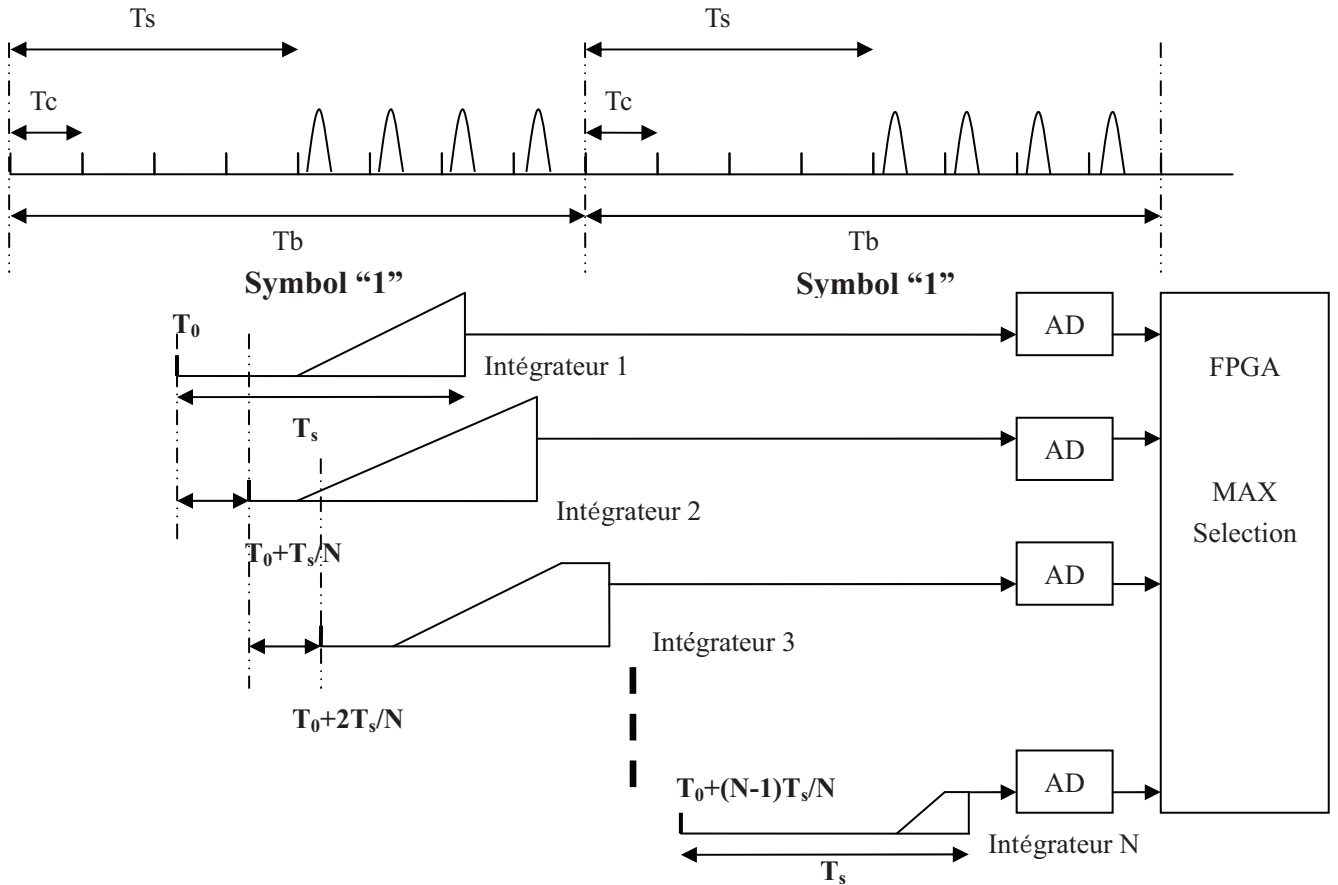 Ts
Ts
Tc
Tc
Tb
Tb
Symbol “1”
Symbol “1”
T₀
AD
Intégrateur 1
FPGA
Tₛ
AD
MAX
Intégrateur 2
Selection
T₀+Tₛ/N
AD
Intégrateur 3
T₀+2Tₛ/N
T₀+(N-1)Tₛ/N
AD
Intégrateur N
Tₛ